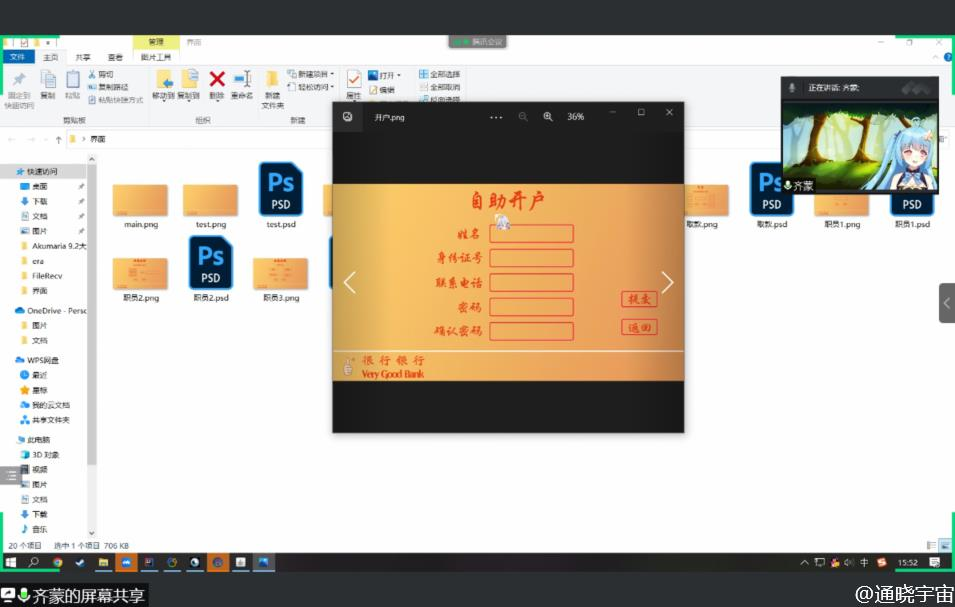 管理 界面
腾讯会议
文件 主页 共享 查看 图片工具
固定到快速访问
复制
粘贴
剪切
复制路径
粘贴快捷方式
剪贴板
移动到 复制到 删除 重命名
组织
新建文件夹
新建项目
轻松访问
新建
属性
打开
编辑
全部选择
全部取消
反向选择
界面
正在讲话: 齐蒙;
齐蒙
开户.png
36%
快速访问
桌面
下载
文档
图片
Akumaria 9.2大
era
FileRecv
界面
OneDrive - Perso
图片
文档
WPS网盘
最近
星标
我的云文档
共享文件夹
此电脑
3D 对象
视频
图片
文档
下载
音乐
Ps
PSD
main.png test.png test.psd
取款.png 取款.psd 职员1.png 职员1.psd
Ps
PSD
职员2.png 职员2.psd 职员3.png
自助开户
姓名
身份证号
联系电话
密码
确认密码
提交
返回
很行银行
Very Good Bank
20 个项目 选中 1 个项目 706 KB
中
15:52
齐蒙的屏幕共享
@通晓宇宙